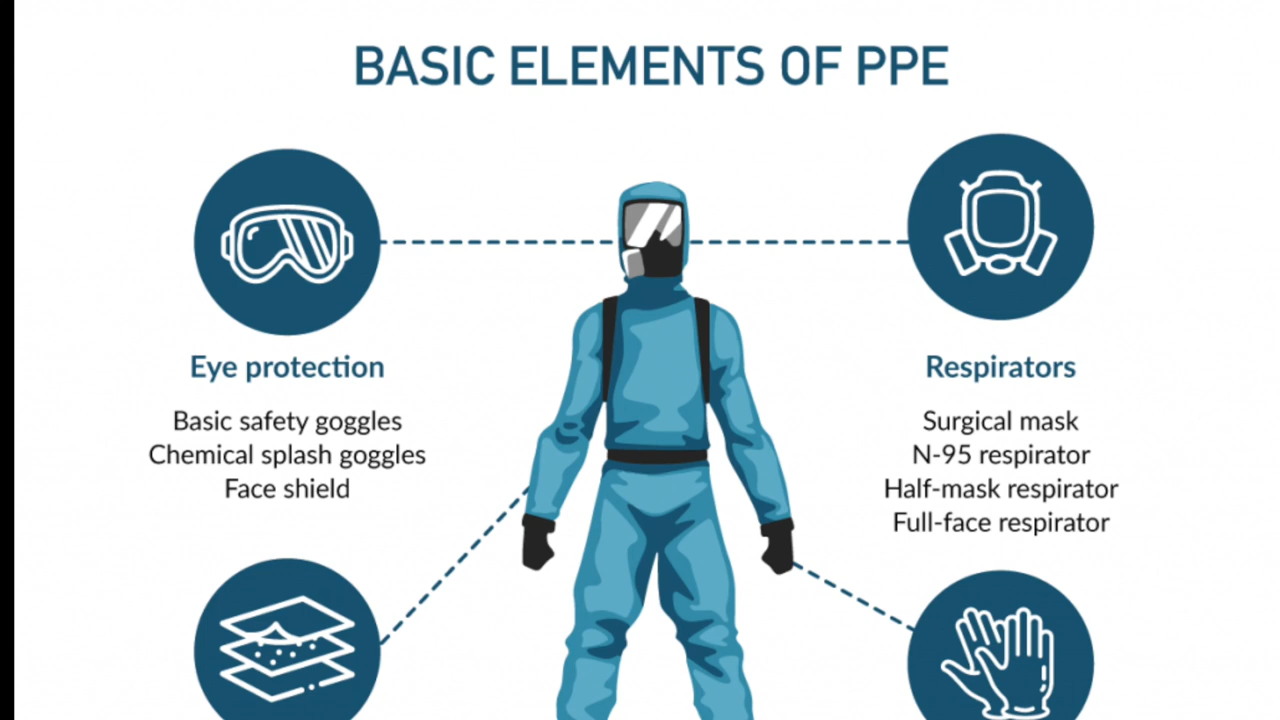 BASIC ELEMENTS OF PPE
Eye protection
Basic safety goggles
Chemical splash goggles
Face shield
Respirators
Surgical mask
N-95 respirator
Half-mask respirator
Full-face respirator